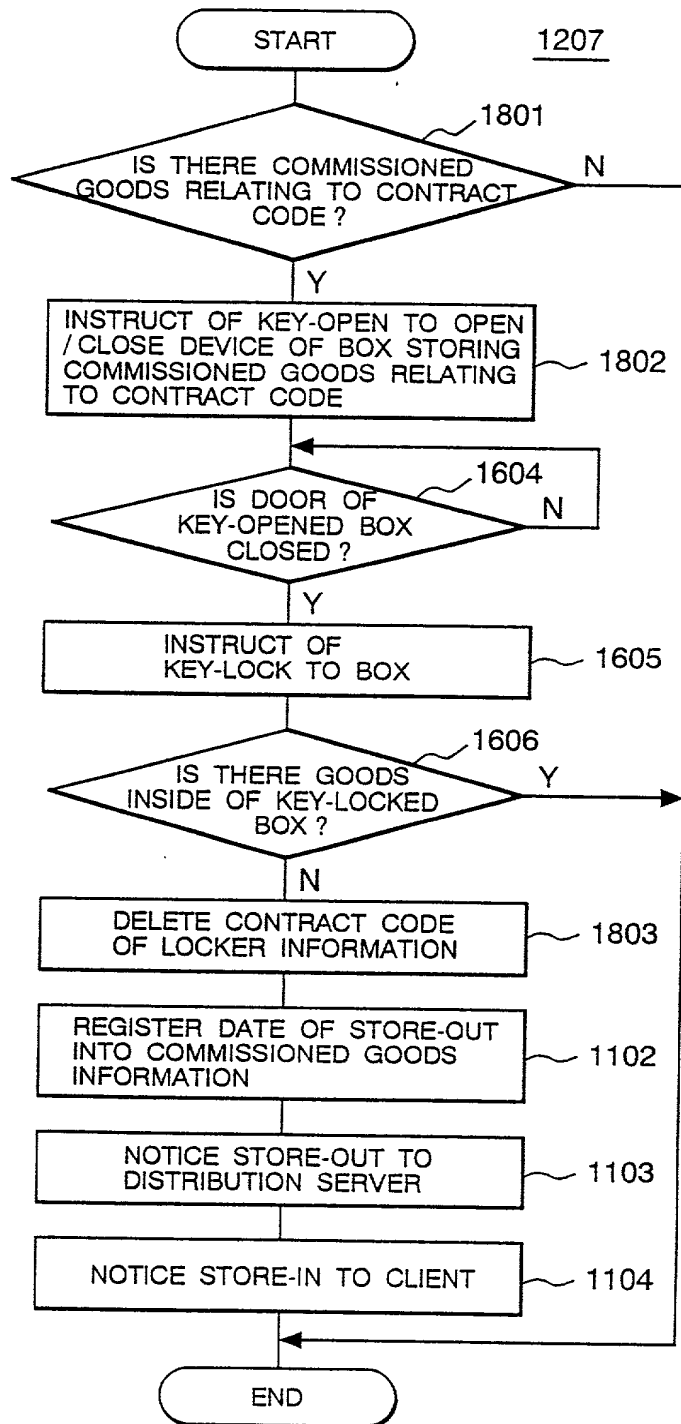 START
1207
1801
IS THERE COMMISSIONED
GOODS RELATING TO CONTRACT
CODE ?
N
Y
INSTRUCT OF KEY-OPEN TO OPEN
/CLOSE DEVICE OF BOX STORING
COMMISSIONED GOODS RELATING
TO CONTRACT CODE
1802
1604
IS DOOR OF
KEY-OPENED BOX
CLOSED ?
N
Y
INSTRUCT OF
KEY-LOCK TO BOX
1605
1606
IS THERE GOODS
INSIDE OF KEY-LOCKED
BOX ?
Y
N
DELETE CONTRACT CODE
OF LOCKER INFORMATION
1803
REGISTER DATE OF STORE-OUT
INTO COMMISSIONED GOODS
INFORMATION
1102
NOTICE STORE-OUT TO
DISTRIBUTION SERVER
1103
NOTICE STORE-IN TO CLIENT
1104
END